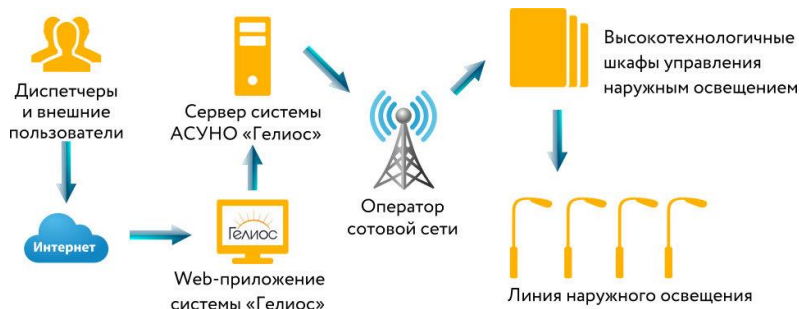 Диспетчеры
и внешние
пользователи
Интернет
Гелиос
Web-приложение
системы «Гелиос»
Сервер системы
АСУНО «Гелиос»
Оператор
сотовой сети
Высокотехнологичные
шкафы управления
наружным освещением
Линия наружного освещения